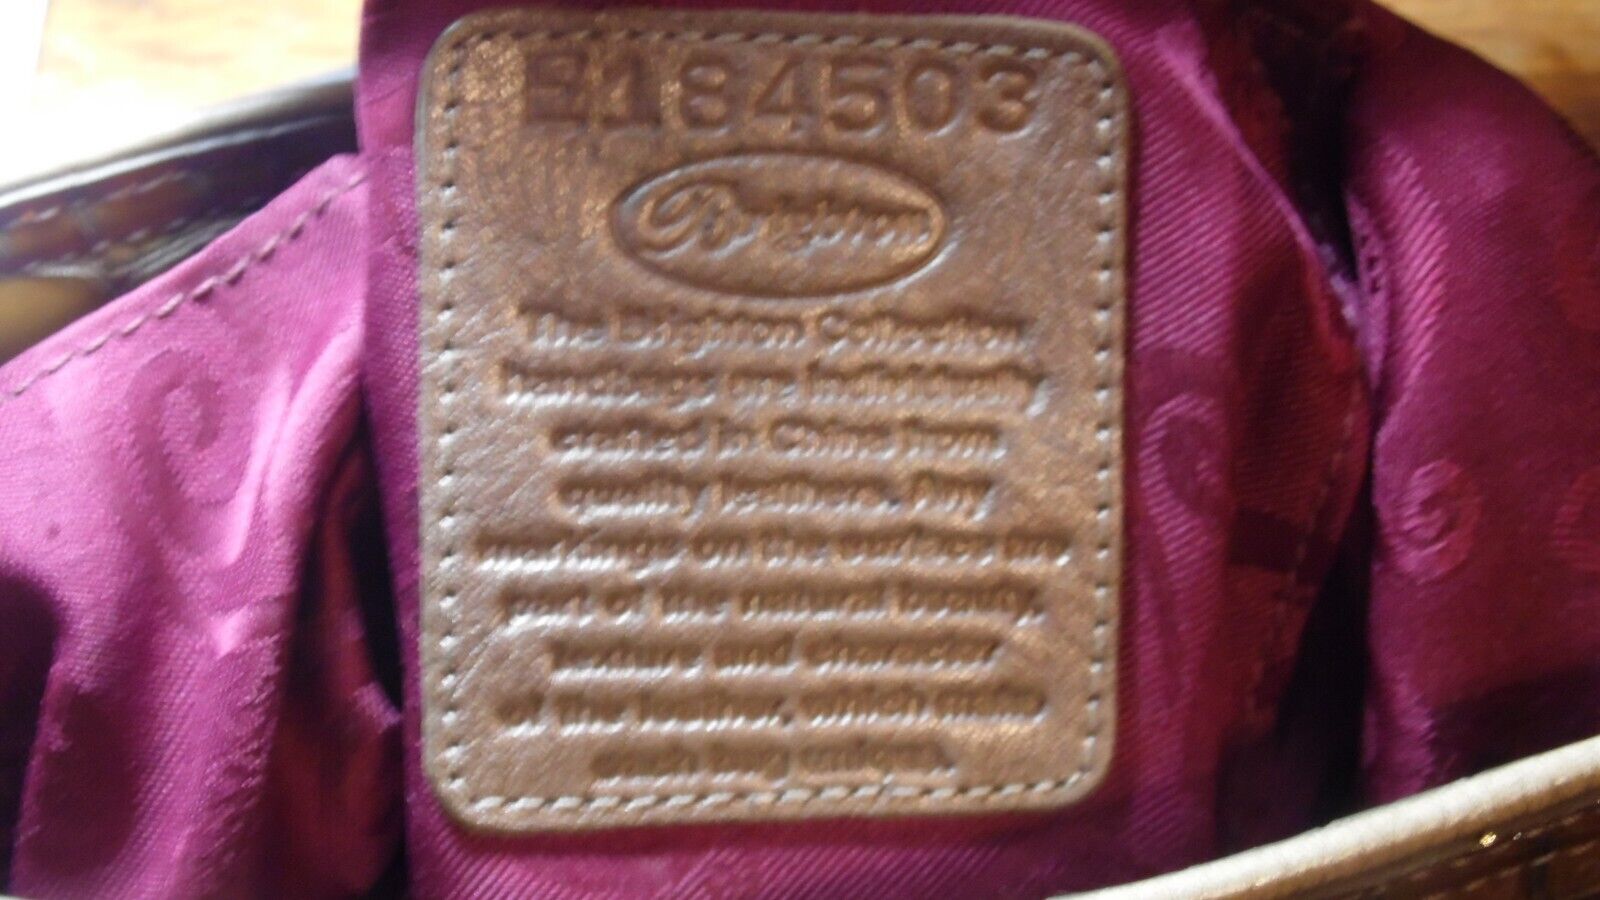 E184503
Brighton
The Brighton Collection
handbags are individually
crafted in China from
quality leathers. Any
markings on the surface are
part of the natural beauty,
texture and character
of the leather, which make
each bag unique.